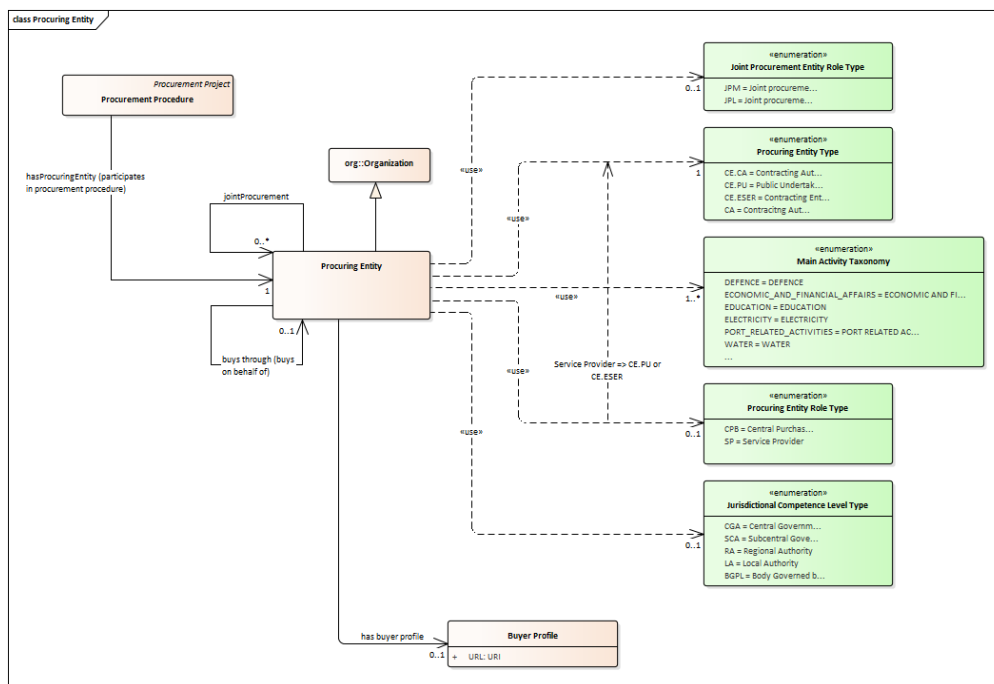 class Procuring Entity
Procurement Project
Procurement Procedure
hasProcuringEntity (participates
in procurement procedure)
org::Organization
jointProcurement
0..*
Procuring Entity
1
0..1
buys through (buys
on behalf of)
«use»
«use»
«use»
«use»
«use»
Service Provider => CE.PU or
CE.ESER
has buyer profile
0..1
Buyer Profile
+ URL: URI
«enumeration»
Joint Procurement Entity Role Type
JPM = Joint procureme...
JPL = Joint procureme...
0..1
«enumeration»
Procuring Entity Type
CE.CA = Contracting Aut...
CE.PU = Public Undertak...
CE.ESER = Contracting Ent...
CA = Contracitng Aut...
1
«enumeration»
Main Activity Taxonomy
DEFENCE = DEFENCE
ECONOMIC_AND_FINANCIAL_AFFAIRS = ECONOMIC AND FI...
EDUCATION = EDUCATION
ELECTRICITY = ELECTRICITY
PORT_RELATED_ACTIVITIES = PORT RELATED AC...
WATER = WATER
...
1..*
«enumeration»
Procuring Entity Role Type
CPB = Central Purchas...
SP = Service Provider
0..1
«enumeration»
Jurisdictional Competence Level Type
CGA = Central Governm...
SCA = Subcentral Gove...
RA = Regional Authority
LA = Local Authority
BGPL = Body Governed b...
0..1